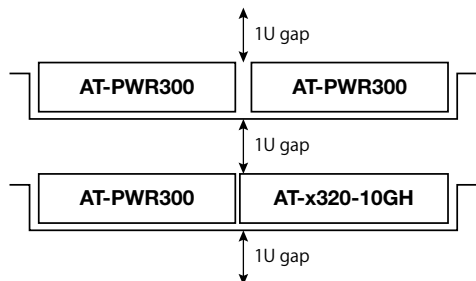 1U gap
AT-PWR300 AT-PWR300
1U gap
AT-PWR300 AT-x320-10GH
1U gap